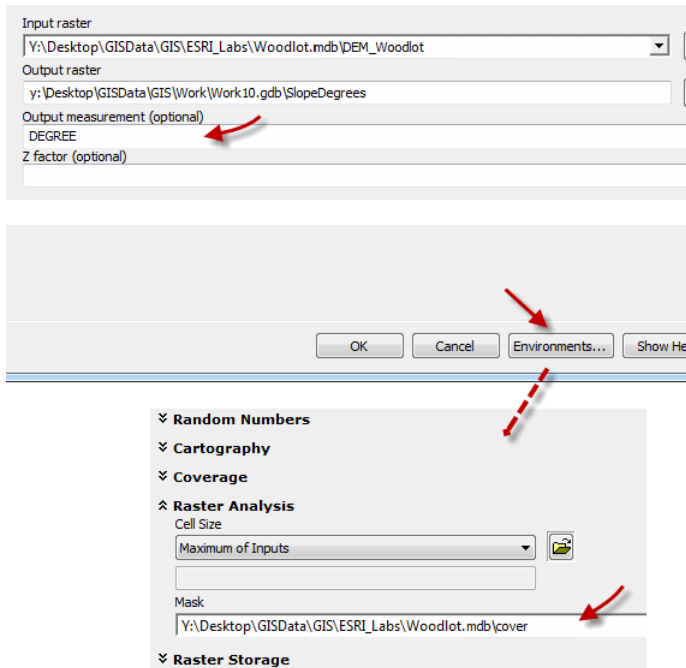 Input raster
Y:\Desktop\GISData\GIS\ESRI_Labs\Woodlot.mdb\DEM_Woodlot
Output raster
y:\Desktop\GISData\GIS\Work\Work10.gdb\SlopeDegrees
Output measurement (optional)
DEGREE
Z factor (optional)
OK Cancel Environments... Show He
Random Numbers
Cartography
Coverage
Raster Analysis
Cell Size
Maximum of Inputs
Mask
Y:\Desktop\GISData\GIS\ESRI_Labs\Woodlot.mdb\cover
Raster Storage